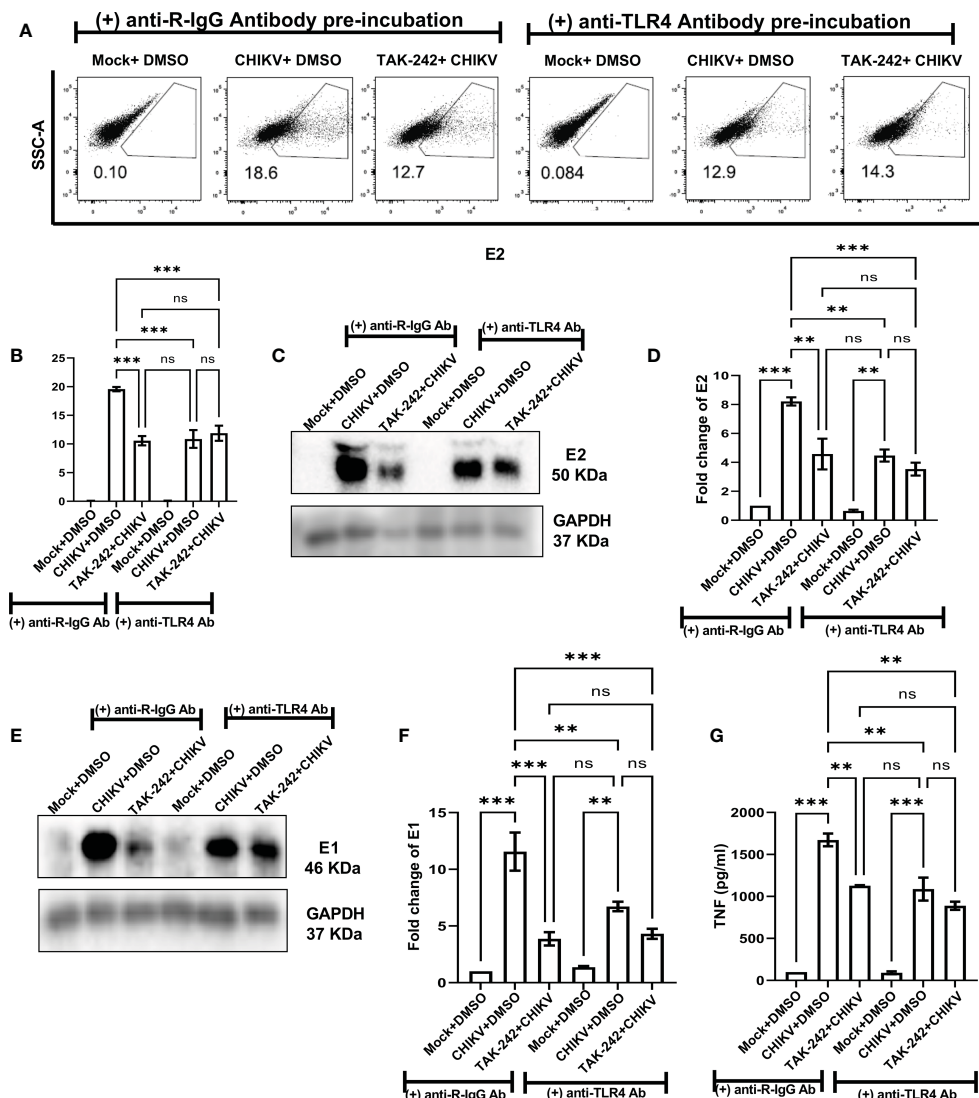 A
(+) anti-R-IgG Antibody pre-incubation
(+) anti-TLR4 Antibody pre-incubation
Mock+ DMSO
CHIKV+ DMSO
TAK-242+ CHIKV
Mock+ DMSO
CHIKV+ DMSO
TAK-242+ CHIKV
SSC-A
0.10
18.6
12.7
0.084
12.9
14.3
E2
B
***
ns
***
***
ns
ns
25
20
15
10
5
0
Mock+DMSO
CHIKV+DMSO
TAK-242+CHIKV
Mock+DMSO
CHIKV+DMSO
TAK-242+CHIKV
(+) anti-R-IgG Ab
(+) anti-TLR4 Ab
C
(+) anti-R-IgG Ab
(+) anti-TLR4 Ab
Mock+DMSO
CHIKV+DMSO
TAK-242+CHIKV
Mock+DMSO
CHIKV+DMSO
TAK-242+CHIKV
E2
50 KDa
GAPDH
37 KDa
D
***
ns
**
**
ns
ns
***
**
Fold change of E2
10
8
6
4
2
0
Mock+DMSO
CHIKV+DMSO
TAK-242+CHIKV
Mock+DMSO
CHIKV+DMSO
TAK-242+CHIKV
(+) anti-R-IgG Ab
(+) anti-TLR4 Ab
E
(+) anti-R-IgG Ab
(+) anti-TLR4 Ab
Mock+DMSO
CHIKV+DMSO
TAK-242+CHIKV
Mock+DMSO
CHIKV+DMSO
TAK-242+CHIKV
E1
46 KDa
GAPDH
37 KDa
F
***
ns
**
***
ns
ns
***
**
Fold change of E1
15
10
5
0
Mock+DMSO
CHIKV+DMSO
TAK-242+CHIKV
Mock+DMSO
CHIKV+DMSO
TAK-242+CHIKV
(+) anti-R-IgG Ab
(+) anti-TLR4 Ab
G
**
ns
**
**
ns
ns
***
***
TNF (pg/ml)
2000
1500
1000
500
0
Mock+DMSO
CHIKV+DMSO
TAK-242+CHIKV
Mock+DMSO
CHIKV+DMSO
TAK-242+CHIKV
(+) anti-R-IgG Ab
(+) anti-TLR4 Ab